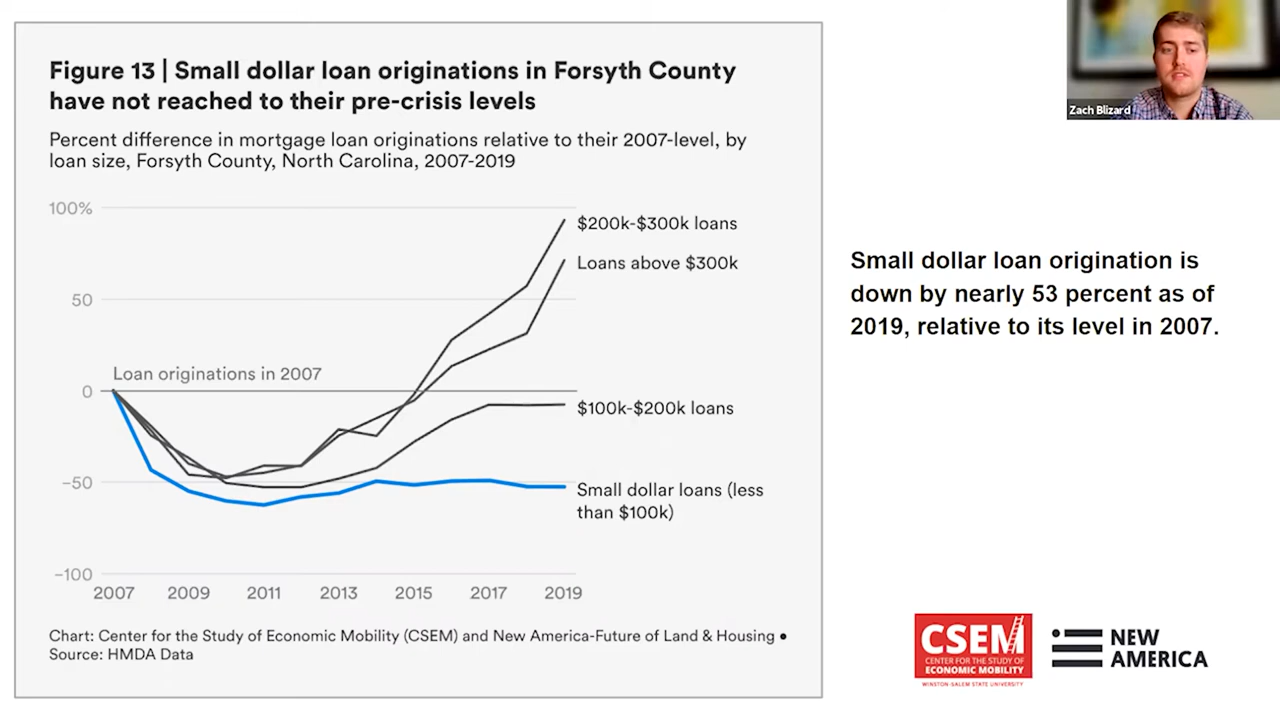 Figure 13 | Small dollar loan originations in Forsyth County
have not reached to their pre-crisis levels
Percent difference in mortgage loan originations relative to their 2007-level, by
loan size, Forsyth County, North Carolina, 2007-2019
100%
50
0
−50
−100
Loan originations in 2007
$200k-$300k loans
Loans above $300k
$100k-$200k loans
Small dollar loans (less
than $100k)
2007 2009 2011 2013 2015 2017 2019
Chart: Center for the Study of Economic Mobility (CSEM) and New America-Future of Land & Housing •
Source: HMDA Data
Zach Blizard
Small dollar loan origination is
down by nearly 53 percent as of
2019, relative to its level in 2007.
CSEM
CENTER FOR THE STUDY OF
ECONOMIC MOBILITY
WINSTON-SALEM STATE UNIVERSITY
NEW
AMERICA